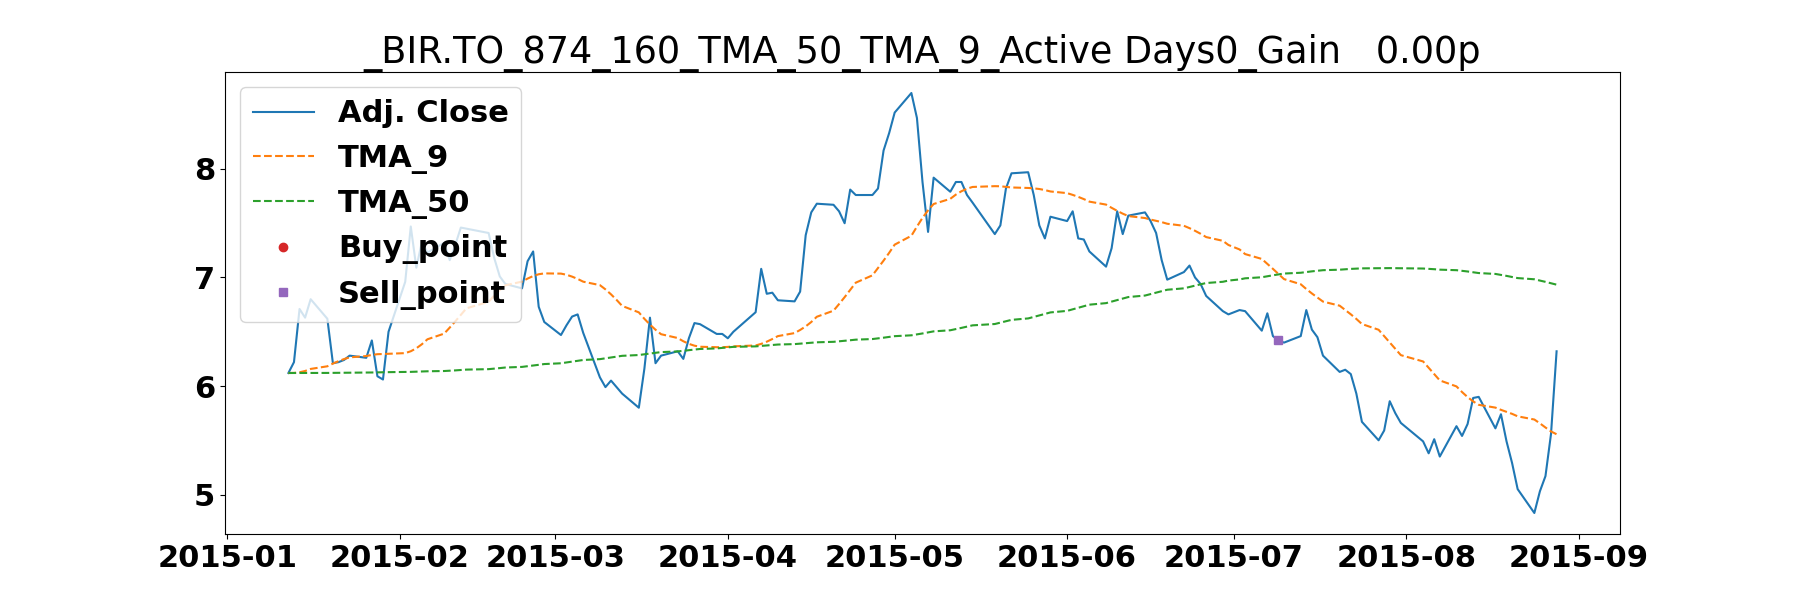 _BIR.TO_874_160_TMA_50_TMA_9_Active Days0_Gain   0.00p
Adj. Close
TMA_9
TMA_50
Buy_point
Sell_point
8
7
6
5
2015-01 2015-02 2015-03 2015-04 2015-05 2015-06 2015-07 2015-08 2015-09